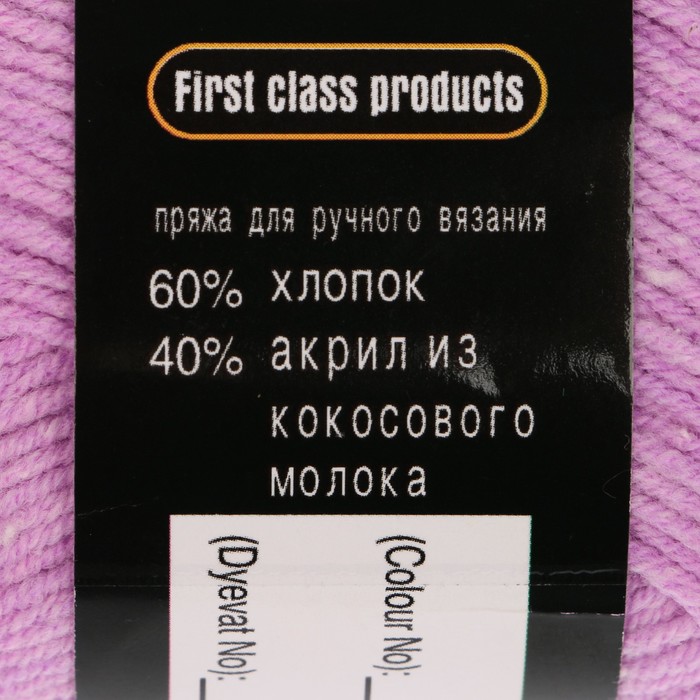 First class products
пряжа для ручного вязания
60% хлопок
40% акрил из
кокосового
молока
(Colour No):
(Dyevat No):